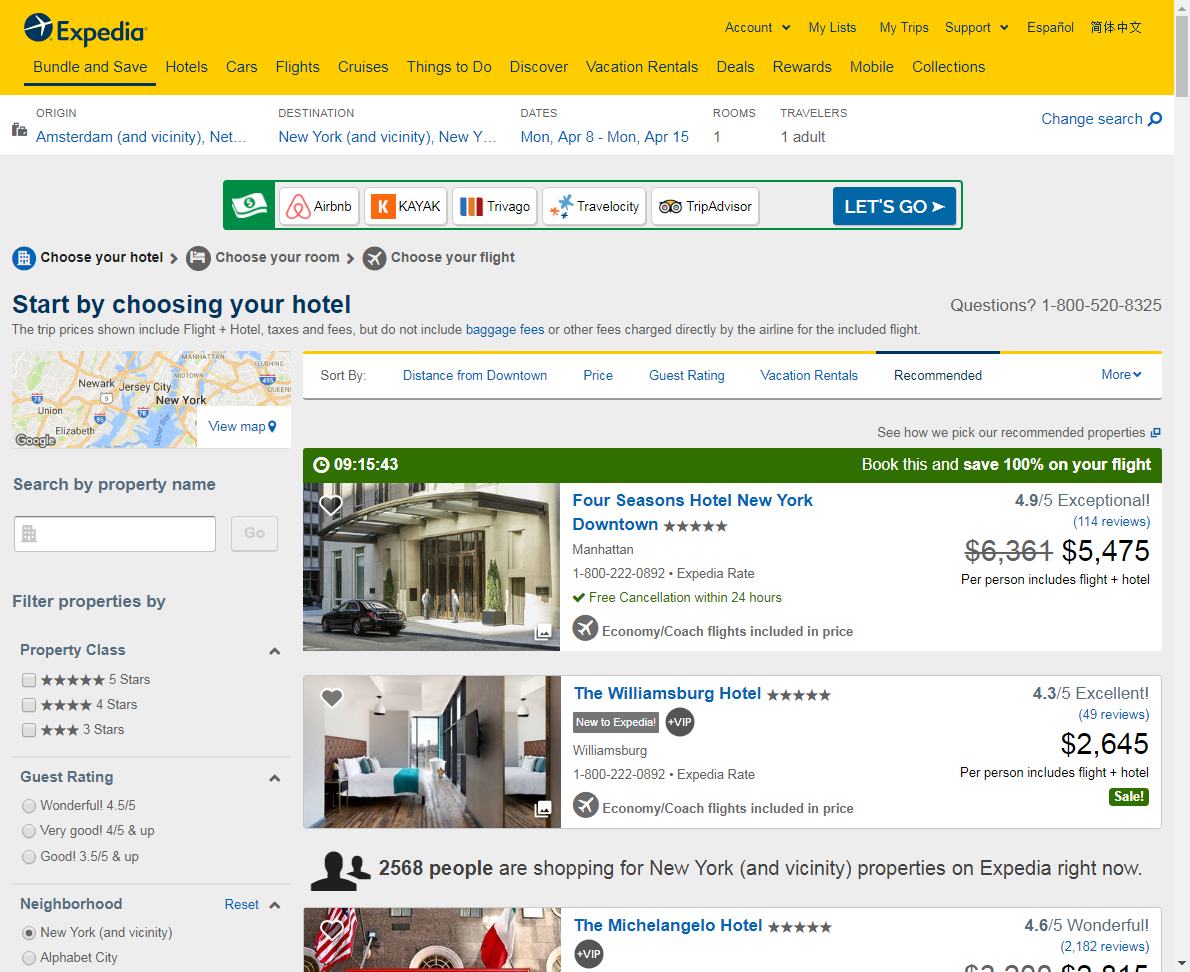 Expedia
Account My Lists My Trips Support Español 简体中文
Bundle and Save Hotels Cars Flights Cruises Things to Do Discover Vacation Rentals Deals Rewards Mobile Collections
ORIGIN DESTINATION DATES ROOMS TRAVELERS
Amsterdam (and vicinity), Net... New York (and vicinity), New Y... Mon, Apr 8 - Mon, Apr 15 1 1 adult
Change search
Airbnb KAYAK Trivago Travelocity TripAdvisor LET'S GO
Choose your hotel Choose your room Choose your flight
Start by choosing your hotel
Questions? 1-800-520-8325
The trip prices shown include Flight + Hotel, taxes and fees, but do not include baggage fees or other fees charged directly by the airline for the included flight.
MANHATTAN
FLUSHING
MIDTOWN
Newark
Jersey City
495
QUEENS
78
9
New York
Union
78
95
Elizabeth
Upper Bay
Google
View map
Sort By: Distance from Downtown Price Guest Rating Vacation Rentals Recommended More
See how we pick our recommended properties
Search by property name
Go
Filter properties by
Property Class
★★★★★ 5 Stars
★★★★ 4 Stars
★★★ 3 Stars
Guest Rating
Wonderful! 4.5/5
Very good! 4/5 & up
Good! 3.5/5 & up
Neighborhood Reset
New York (and vicinity)
Alphabet City
09:15:43 Book this and save 100% on your flight
Four Seasons Hotel New York
Downtown ★★★★★
Manhattan
1-800-222-0892 • Expedia Rate
Free Cancellation within 24 hours
Economy/Coach flights included in price
4.9/5 Exceptional!
(114 reviews)
$6,361 $5,475
Per person includes flight + hotel
The Williamsburg Hotel ★★★★★
New to Expedia! +VIP
Williamsburg
1-800-222-0892 • Expedia Rate
Economy/Coach flights included in price
4.3/5 Excellent!
(49 reviews)
$2,645
Per person includes flight + hotel
Sale!
2568 people are shopping for New York (and vicinity) properties on Expedia right now.
The Michelangelo Hotel ★★★★★
+VIP
4.6/5 Wonderful!
(2,182 reviews)